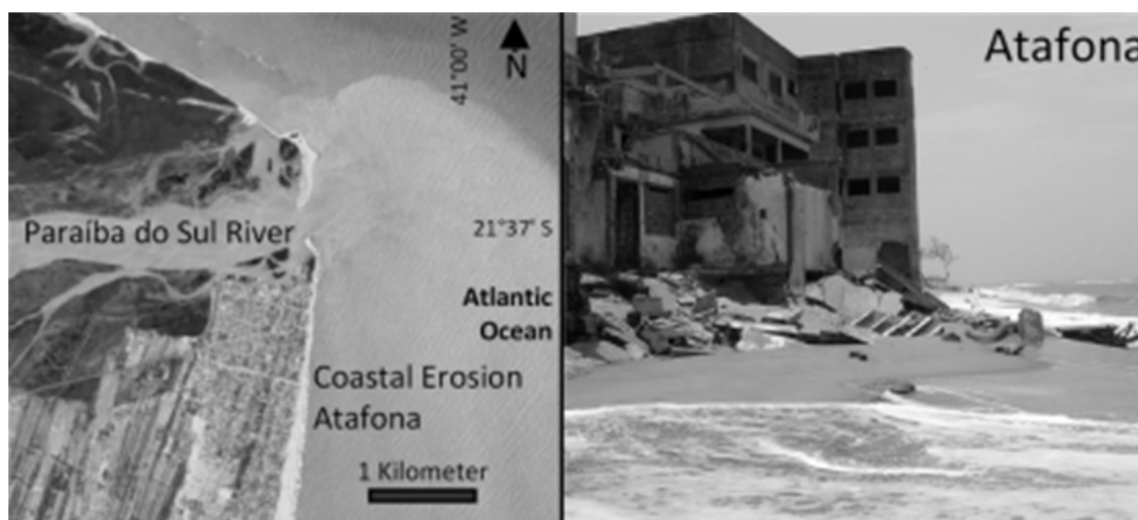 41°00' W
N
Paraíba do Sul River
21°37' S
Atlantic
Ocean
Coastal Erosion
Atafona
1 Kilometer
Atafona